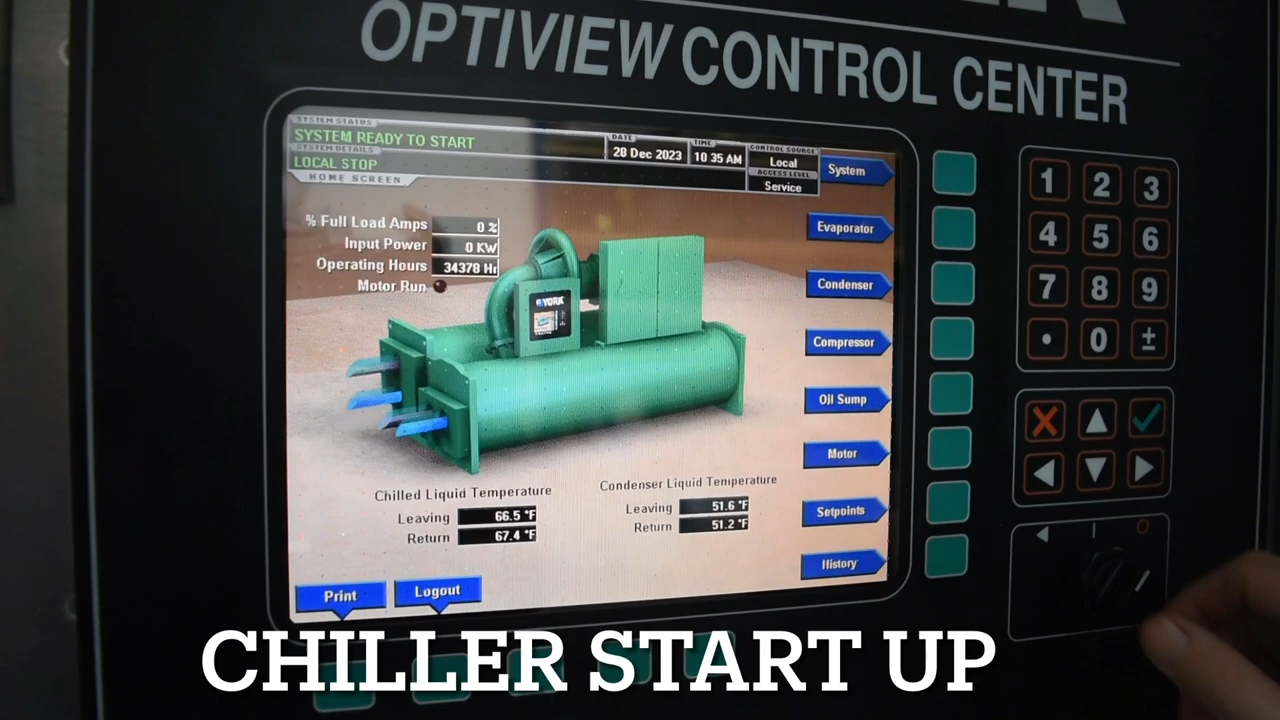 OPTIVIEW CONTROL CENTER
SYSTEM STATUS
SYSTEM READY TO START
SYSTEM DETAILS
LOCAL STOP
HOME SCREEN
DATE
28 Dec 2023
TIME
10 35 AM
CONTROL SOURCE
Local
ACCESS LEVEL
Service
System
Evaporator
Condenser
Compressor
Oil Sump
Motor
Setpoints
History
% Full Load Amps 0 %
Input Power 0 KW
Operating Hours 34378 Hr
Motor Run
YORK
Chilled Liquid Temperature
Leaving 66.5 °F
Return 67.4 °F
Condenser Liquid Temperature
Leaving 51.6 °F
Return 51.2 °F
Print
Logout
1 2 3
4 5 6
7 8 9
• 0 ±
CHILLER START UP